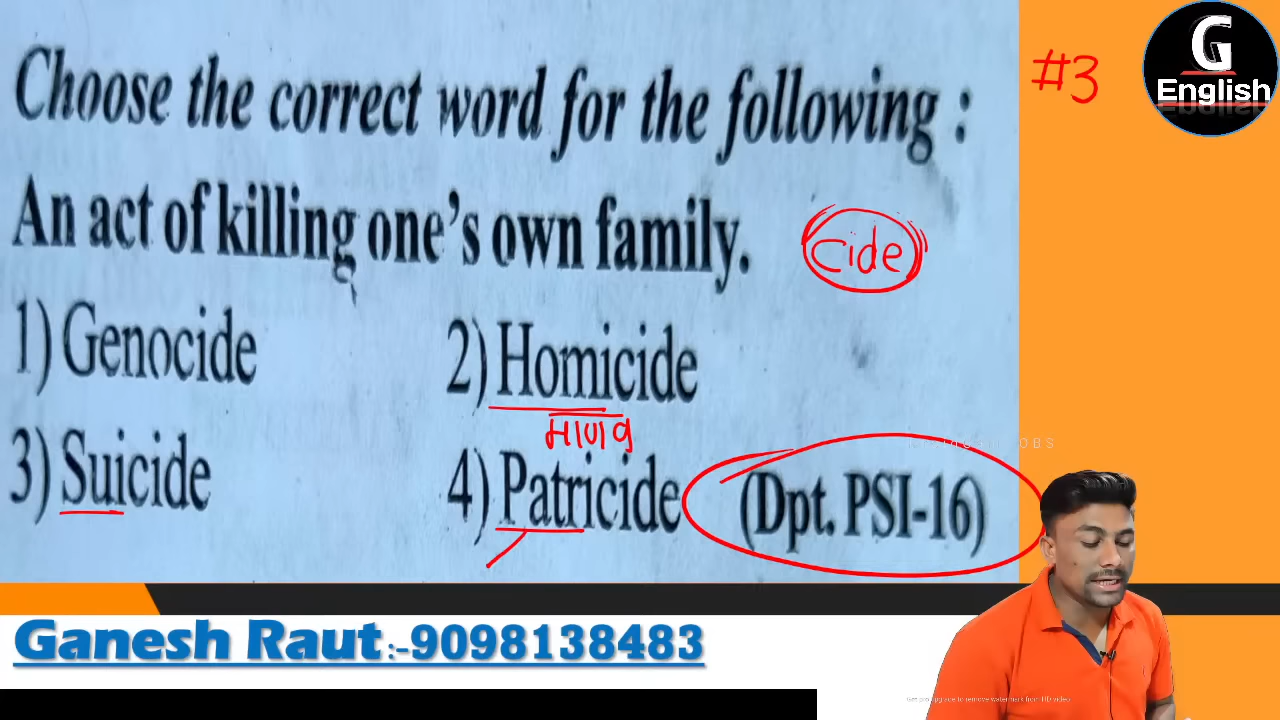 Choose the correct word for the following :
#3
G
English
An act of killing one's own family.
cide
1) Genocide
2) Homicide
माणव
3) Suicide
4) Patricide
(Dpt. PSI-16)
Ganesh Raut:-9098138483